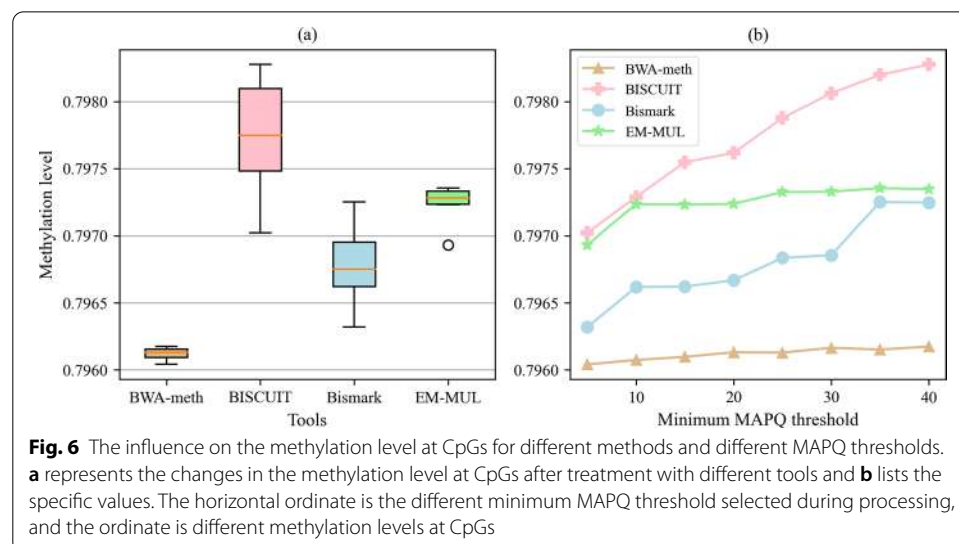 (a)
Methylation level
0.7980
0.7975
0.7970
0.7965
0.7960
BWA-meth
BISCUIT
Bismark
EM-MUL
Tools
(b)
BWA-meth
BISCUIT
Bismark
EM-MUL
0.7980
0.7975
0.7970
0.7965
0.7960
10
20
30
40
Minimum MAPQ threshold
Fig. 6 The influence on the methylation level at CpGs for different methods and different MAPQ thresholds.
a represents the changes in the methylation level at CpGs after treatment with different tools and b lists the
specific values. The horizontal ordinate is the different minimum MAPQ threshold selected during processing,
and the ordinate is different methylation levels at CpGs